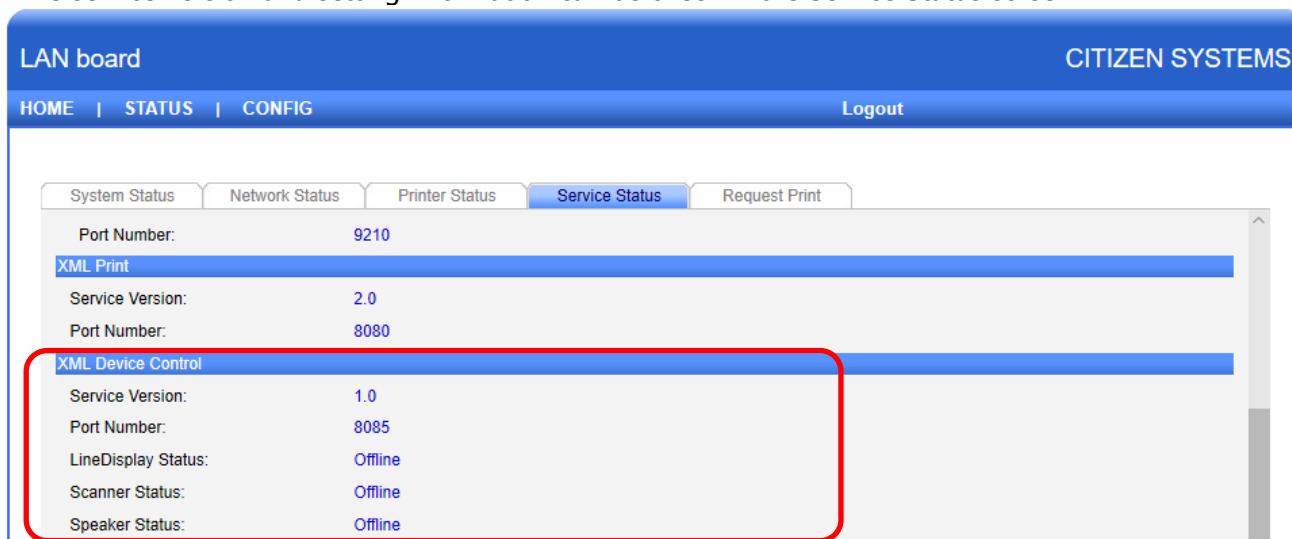 LAN board CITIZEN SYSTEMS
HOME | STATUS | CONFIG Logout
System Status Network Status Printer Status Service Status Request Print
Port Number: 9210
XML Print
Service Version: 2.0
Port Number: 8080
XML Device Control
Service Version: 1.0
Port Number: 8085
LineDisplay Status: Offline
Scanner Status: Offline
Speaker Status: Offline